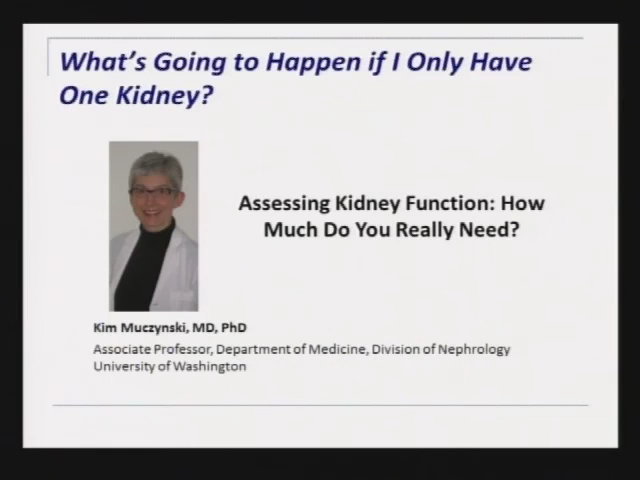 What's Going to Happen if I Only Have
One Kidney?
Assessing Kidney Function: How
Much Do You Really Need?
Kim Muczynski, MD, PhD
Associate Professor, Department of Medicine, Division of Nephrology
University of Washington